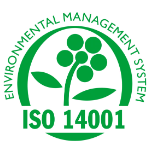 ENVIRONMENTAL MANAGEMENT SYSTEM
ISO 14001